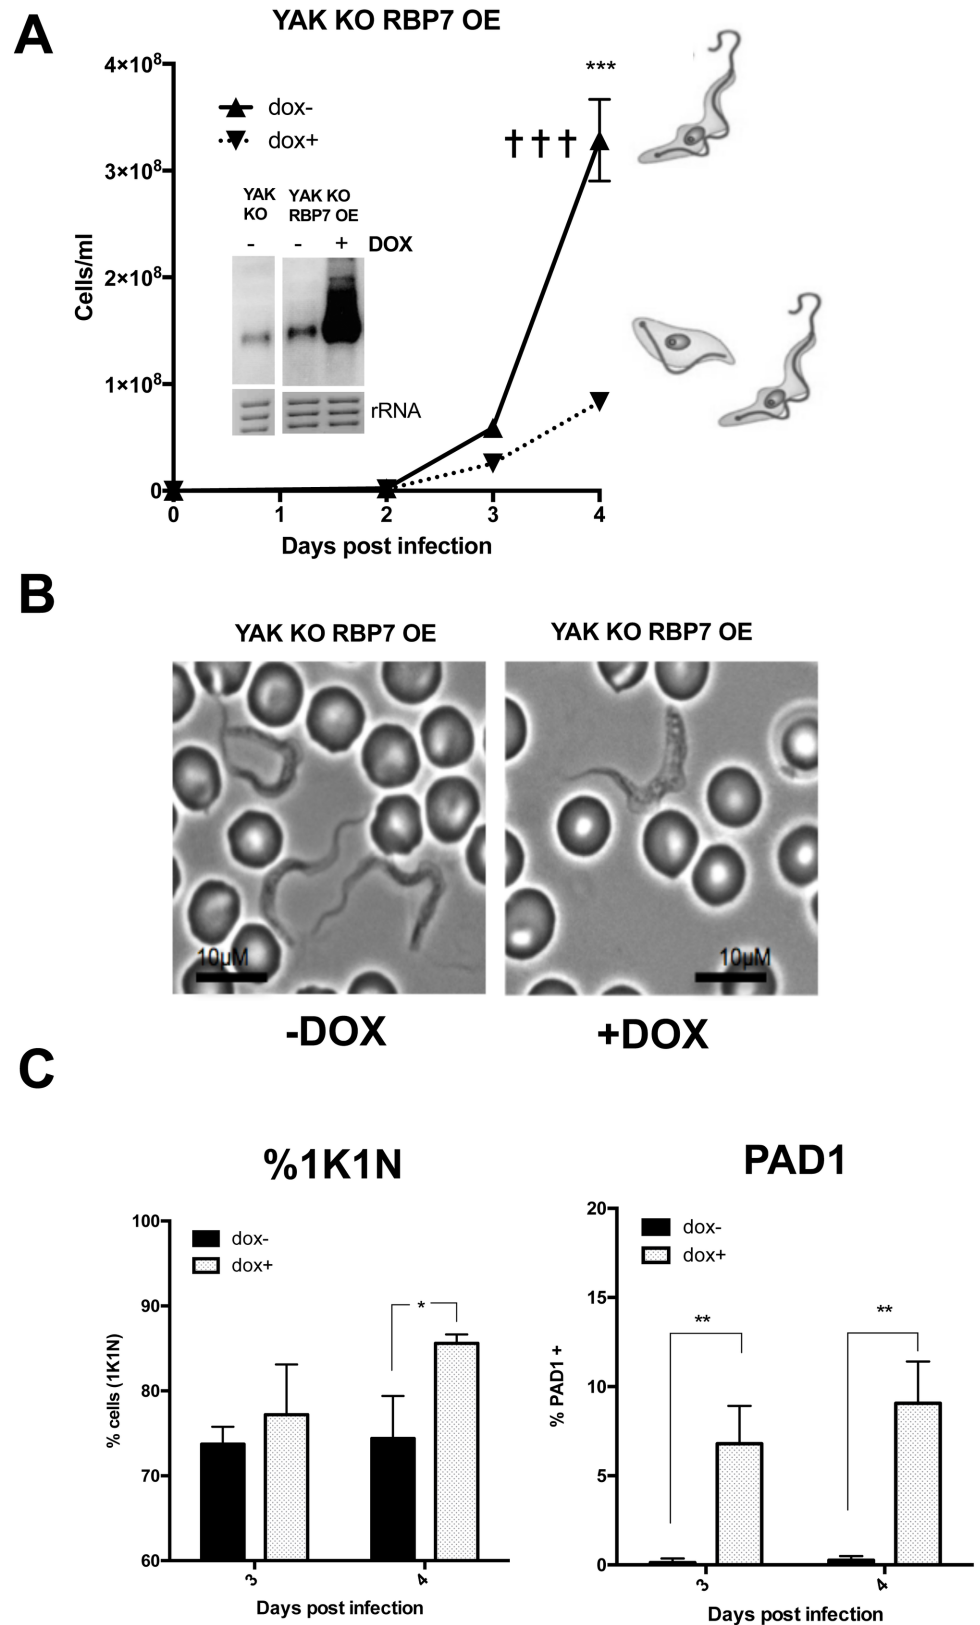 A
YAK KO RBP7 OE
4×10⁸
3×10⁸
2×10⁸
1×10⁸
0
Cells/ml
dox-
dox+
***
†††
YAK KO
YAK KO RBP7 OE
- - + DOX
rRNA
0 1 2 3 4
Days post infection
B
YAK KO RBP7 OE
YAK KO RBP7 OE
10µM
10µM
-DOX
+DOX
C
%1K1N
100
90
80
70
60
% cells (1K1N)
dox-
dox+
*
3 4
Days post infection
PAD1
20
15
10
5
0
% PAD1 +
dox-
dox+
**
**
3 4
Days post infection